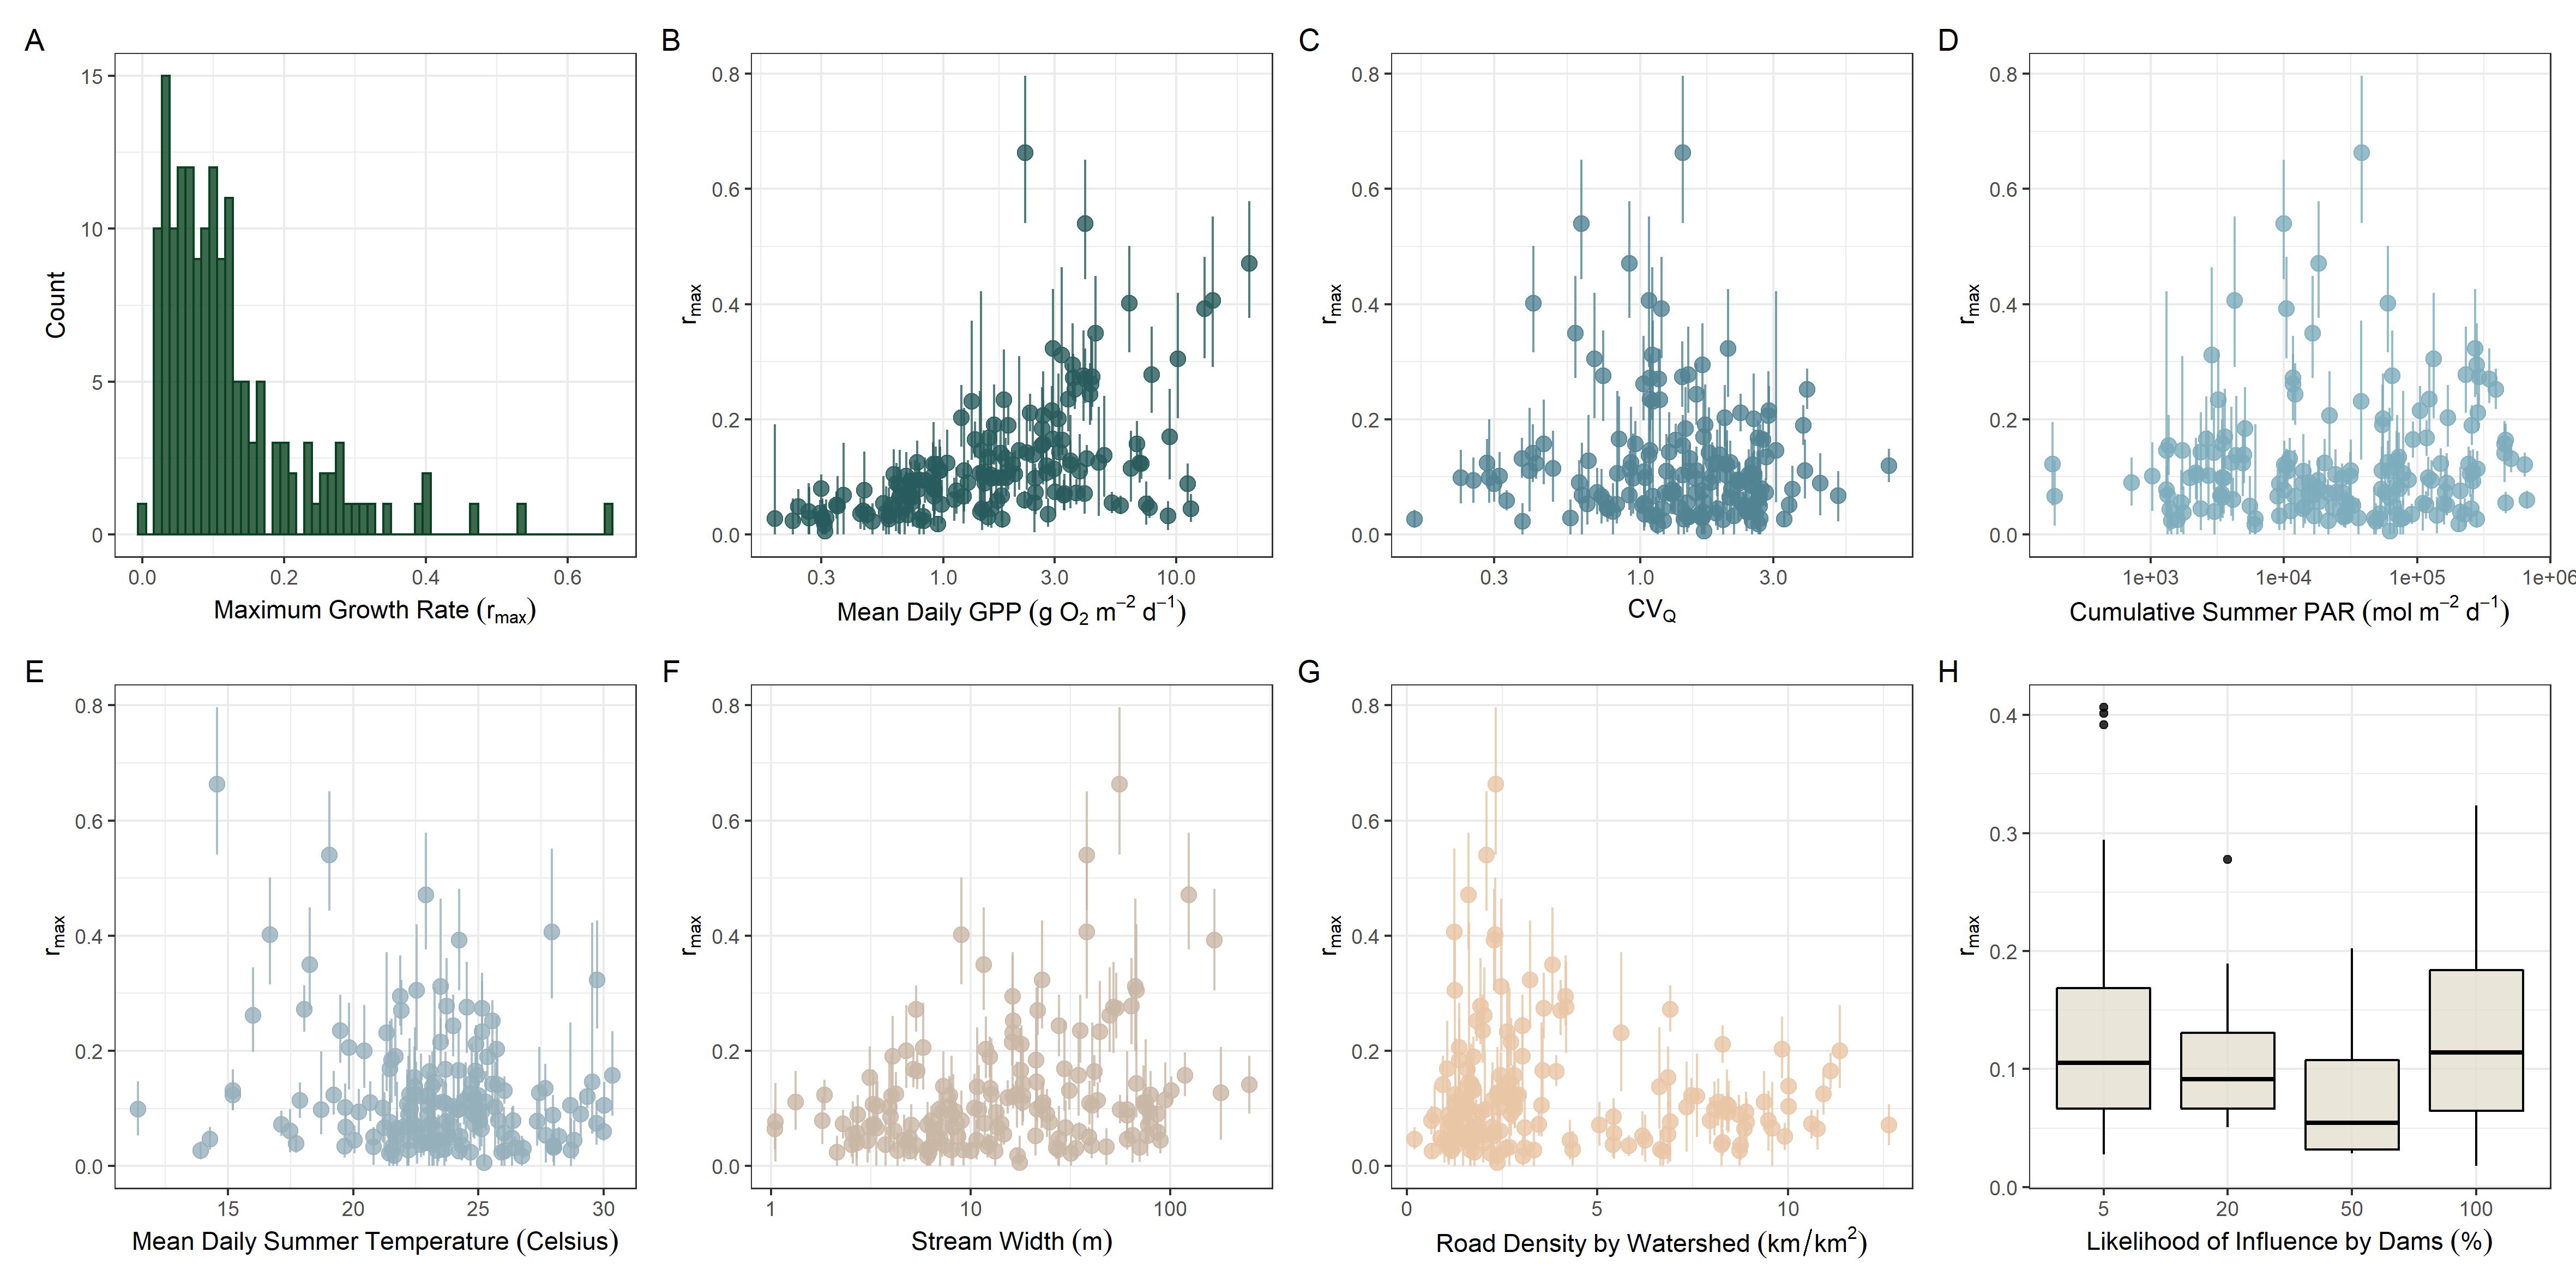 A
15
10
5
0
Count
0.0 0.2 0.4 0.6
Maximum Growth Rate (rmax)
B
0.8
0.6
0.4
0.2
0.0
rmax
0.3 1.0 3.0 10.0
Mean Daily GPP (g O2 m−2 d−1)
C
0.8
0.6
0.4
0.2
0.0
rmax
0.3 1.0 3.0
CVQ
D
0.8
0.6
0.4
0.2
0.0
rmax
1e+03 1e+04 1e+05 1e+06
Cumulative Summer PAR (mol m−2 d−1)
E
0.8
0.6
0.4
0.2
0.0
rmax
15 20 25 30
Mean Daily Summer Temperature (Celsius)
F
0.8
0.6
0.4
0.2
0.0
rmax
1 10 100
Stream Width (m)
G
0.8
0.6
0.4
0.2
0.0
rmax
0 5 10
Road Density by Watershed (km/km2)
H
0.4
0.3
0.2
0.1
0.0
rmax
5 20 50 100
Likelihood of Influence by Dams (%)